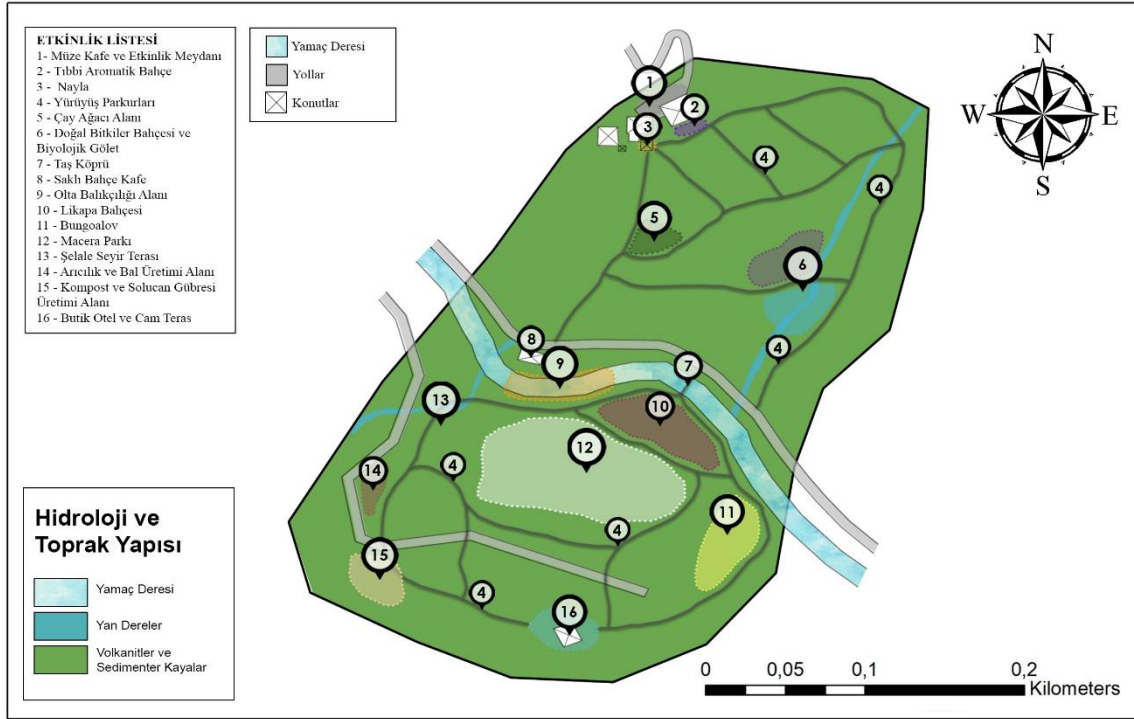 ETKİNLİK LİSTESİ
1- Müze Kafe ve Etkinlik Meydanı
2 - Tıbbi Aromatik Bahçe
3 - Nayla
4 - Yürüyüş Parkurları
5 - Çay Ağacı Alanı
6 - Doğal Bitkiler Bahçesi ve
Biyolojik Gölet
7 - Taş Köprü
8 - Saklı Bahçe Kafe
9 - Olta Balıkçılığı Alanı
10 - Likapa Bahçesi
11 - Bungoalov
12 - Macera Parkı
13 - Şelale Seyir Terası
14 - Arıcılık ve Bal Üretimi Alanı
15 - Kompost ve Solucan Gübresi
Üretimi Alanı
16 - Butik Otel ve Cam Teras
Yamaç Deresi
Yollar
Konutlar
N
W E
S
1
2
3
4
4
5
6
4
8
9
7
13
10
12
4
14
11
4
15
4
16
Hidroloji ve
Toprak Yapısı
Yamaç Deresi
Yan Dereler
Volkanitler ve
Sedimenter Kayalar
0 0,05 0,1 0,2
Kilometers